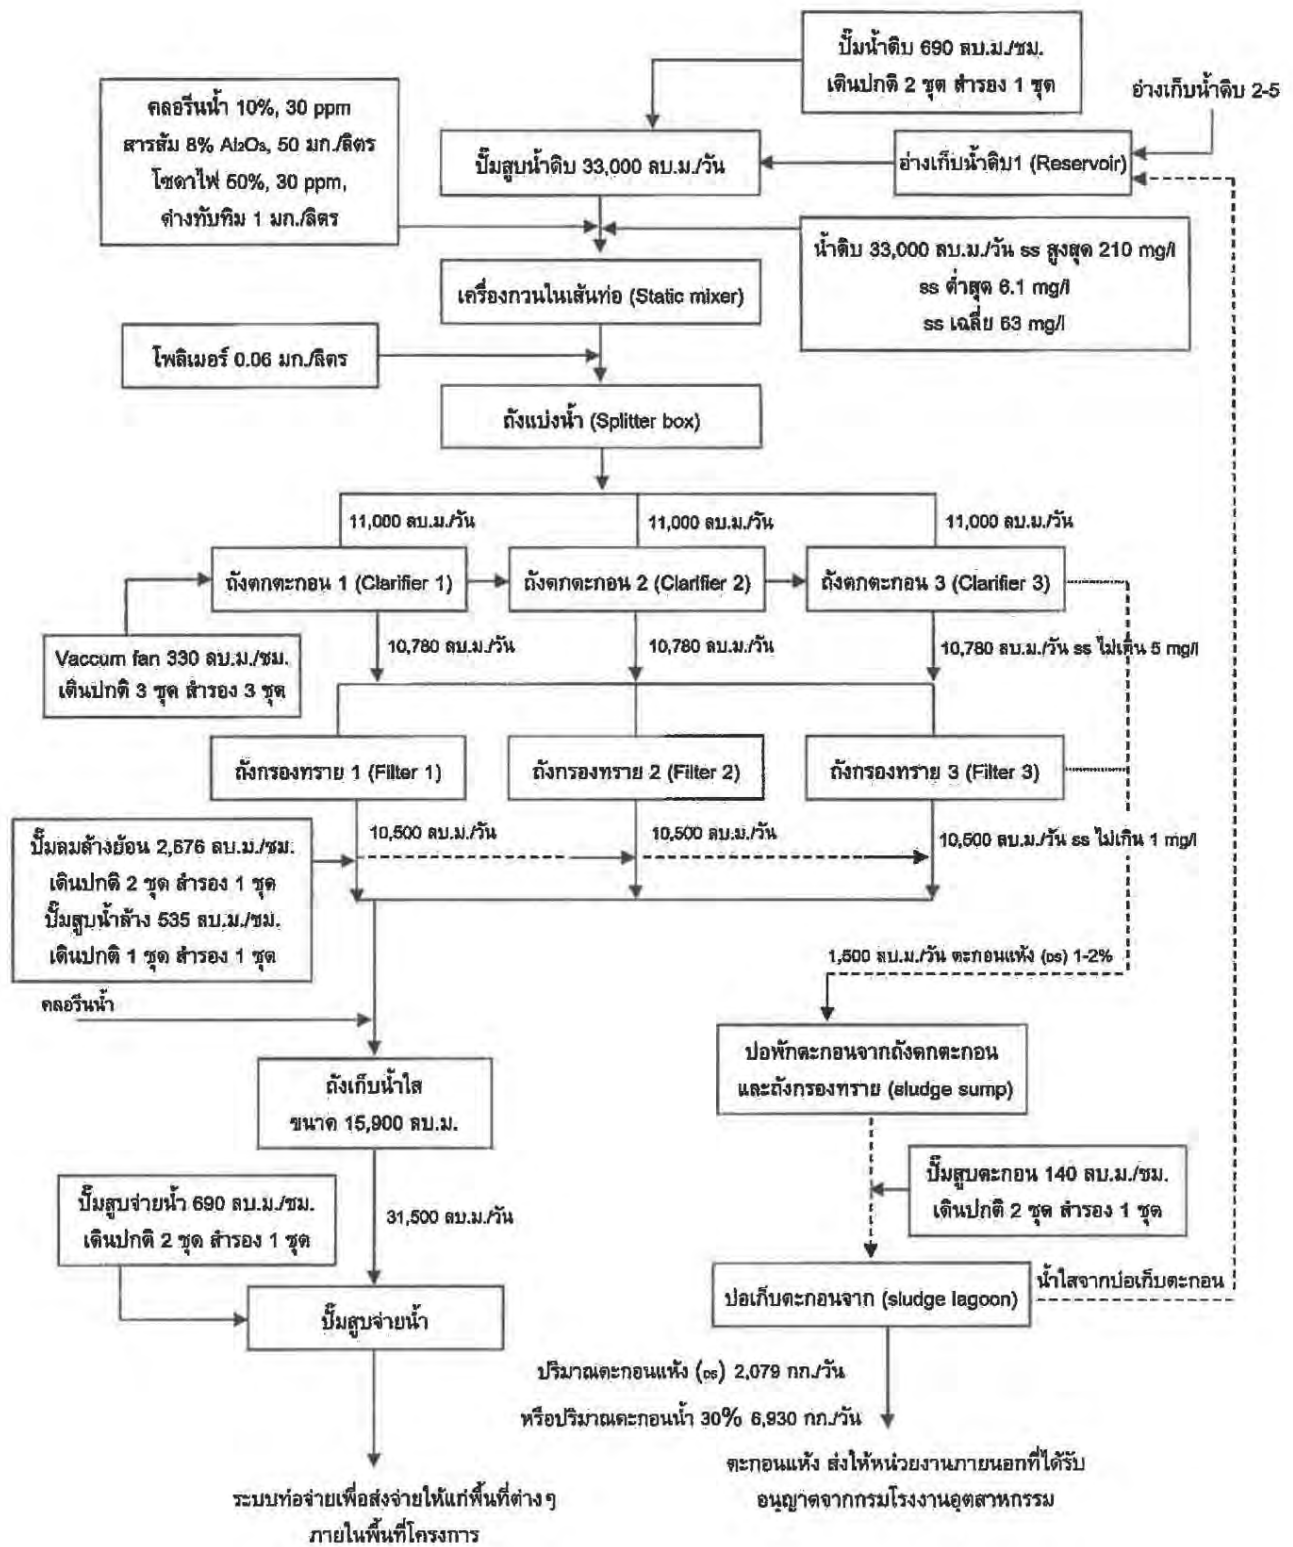 ปั๊มน้ำดิบ 690 ลบ.ม./ชม.
เดินปกติ 2 ชุด สำรอง 1 ชุด
อ่างเก็บน้ำดิบ 2-5
คลอรีนน้ำ 10%, 30 ppm
สารส้ม 8% Al₂O₅, 50 มก./ลิตร
โซดาไฟ 50%, 30 ppm,
ด่างทับทิม 1 มก./ลิตร
ปั๊มสูบน้ำดิบ 33,000 ลบ.ม./วัน
อ่างเก็บน้ำดิบ1 (Reservoir)
น้ำดิบ 33,000 ลบ.ม./วัน ss สูงสุด 210 mg/l
ss ต่ำสุด 6.1 mg/l
ss เฉลี่ย 63 mg/l
เครื่องกวนในเส้นท่อ (Static mixer)
โพลิเมอร์ 0.06 มก./ลิตร
ถังแบ่งน้ำ (Splitter box)
11,000 ลบ.ม./วัน
11,000 ลบ.ม./วัน
11,000 ลบ.ม./วัน
ถังตกตะกอน 1 (Clarifier 1)
ถังตกตะกอน 2 (Clarifier 2)
ถังตกตะกอน 3 (Clarifier 3)
Vaccum fan 330 ลบ.ม./ชม.
เดินปกติ 3 ชุด สำรอง 3 ชุด
10,780 ลบ.ม./วัน
10,780 ลบ.ม./วัน
10,780 ลบ.ม./วัน ss ไม่เกิน 5 mg/l
ถังกรองทราย 1 (Filter 1)
ถังกรองทราย 2 (Filter 2)
ถังกรองทราย 3 (Filter 3)
10,500 ลบ.ม./วัน
10,500 ลบ.ม./วัน
10,500 ลบ.ม./วัน ss ไม่เกิน 1 mg/l
ปั๊มลมล้างย้อน 2,676 ลบ.ม./ชม.
เดินปกติ 2 ชุด สำรอง 1 ชุด
ปั๊มสูบน้ำล้าง 535 ลบ.ม./ชม.
เดินปกติ 1 ชุด สำรอง 1 ชุด
1,500 ลบ.ม./วัน ตะกอนแห้ง (DS) 1-2%
คลอรีนน้ำ
บ่อพักตะกอนจากถังตกตะกอน
และถังกรองทราย (sludge sump)
ถังเก็บน้ำใส
ขนาด 15,900 ลบ.ม.
ปั๊มสูบตะกอน 140 ลบ.ม./ชม.
เดินปกติ 2 ชุด สำรอง 1 ชุด
ปั๊มสูบจ่ายน้ำ 690 ลบ.ม./ชม.
เดินปกติ 2 ชุด สำรอง 1 ชุด
31,500 ลบ.ม./วัน
น้ำใสจากบ่อเก็บตะกอน
บ่อเก็บตะกอนจาก (sludge lagoon)
ปั๊มสูบจ่ายน้ำ
ปริมาณตะกอนแห้ง (DS) 2,079 กก./วัน
หรือปริมาณตะกอนน้ำ 30% 6,930 กก./วัน
ตะกอนแห้ง ส่งให้หน่วยงานภายนอกที่ได้รับ
อนุญาตจากกรมโรงงานอุตสาหกรรม
ระบบท่อจ่ายเพื่อส่งจ่ายให้แก่พื้นที่ต่างๆ
ภายในพื้นที่โครงการ